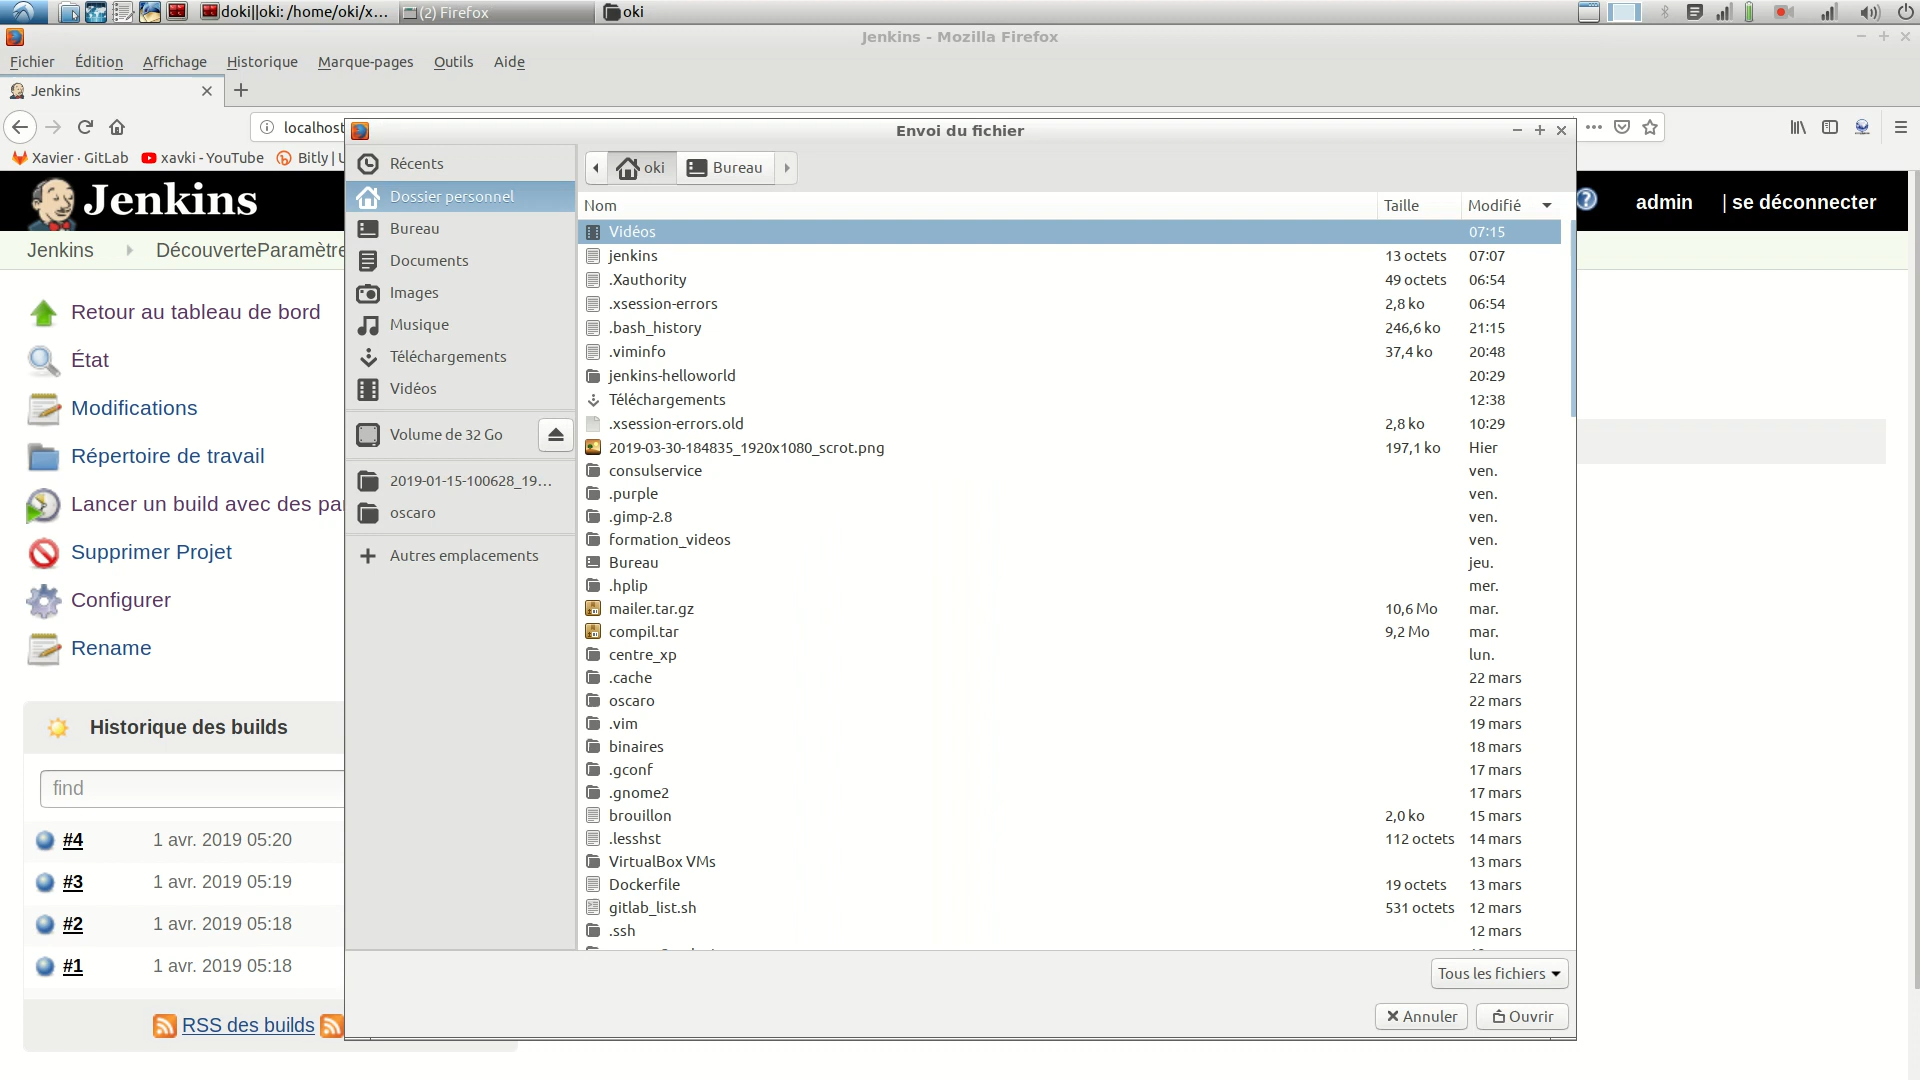 doki||oki: /home/oki/x...
(2) Firefox
oki
Jenkins - Mozilla Firefox
Fichier Édition Affichage Historique Marque-pages Outils Aide
Jenkins
localhost
Xavier · GitLab xavki - YouTube Bitly | U
Jenkins
admin | se déconnecter
Jenkins DécouverteParamètre
Retour au tableau de bord
État
Modifications
Répertoire de travail
Lancer un build avec des pa
Supprimer Projet
Configurer
Rename
Historique des builds
find
#4 1 avr. 2019 05:20
#3 1 avr. 2019 05:19
#2 1 avr. 2019 05:18
#1 1 avr. 2019 05:18
RSS des builds
Envoi du fichier
Récents
Dossier personnel
Bureau
Documents
Images
Musique
Téléchargements
Vidéos
Volume de 32 Go
2019-01-15-100628_19...
oscaro
Autres emplacements
oki Bureau
Nom Taille Modifié
Vidéos 07:15
jenkins 13 octets 07:07
.Xauthority 49 octets 06:54
.xsession-errors 2,8 ko 06:54
.bash_history 246,6 ko 21:15
.viminfo 37,4 ko 20:48
jenkins-helloworld 20:29
Téléchargements 12:38
.xsession-errors.old 2,8 ko 10:29
2019-03-30-184835_1920x1080_scrot.png 197,1 ko Hier
consulservice ven.
.purple ven.
.gimp-2.8 ven.
formation_videos ven.
Bureau jeu.
.hplip mer.
mailer.tar.gz 10,6 Mo mar.
compil.tar 9,2 Mo mar.
centre_xp lun.
.cache 22 mars
oscaro 22 mars
.vim 19 mars
binaires 18 mars
.gconf 17 mars
.gnome2 17 mars
brouillon 2,0 ko 15 mars
.lesshst 112 octets 14 mars
VirtualBox VMs 13 mars
Dockerfile 19 octets 13 mars
gitlab_list.sh 531 octets 12 mars
.ssh 12 mars
Tous les fichiers
Annuler Ouvrir